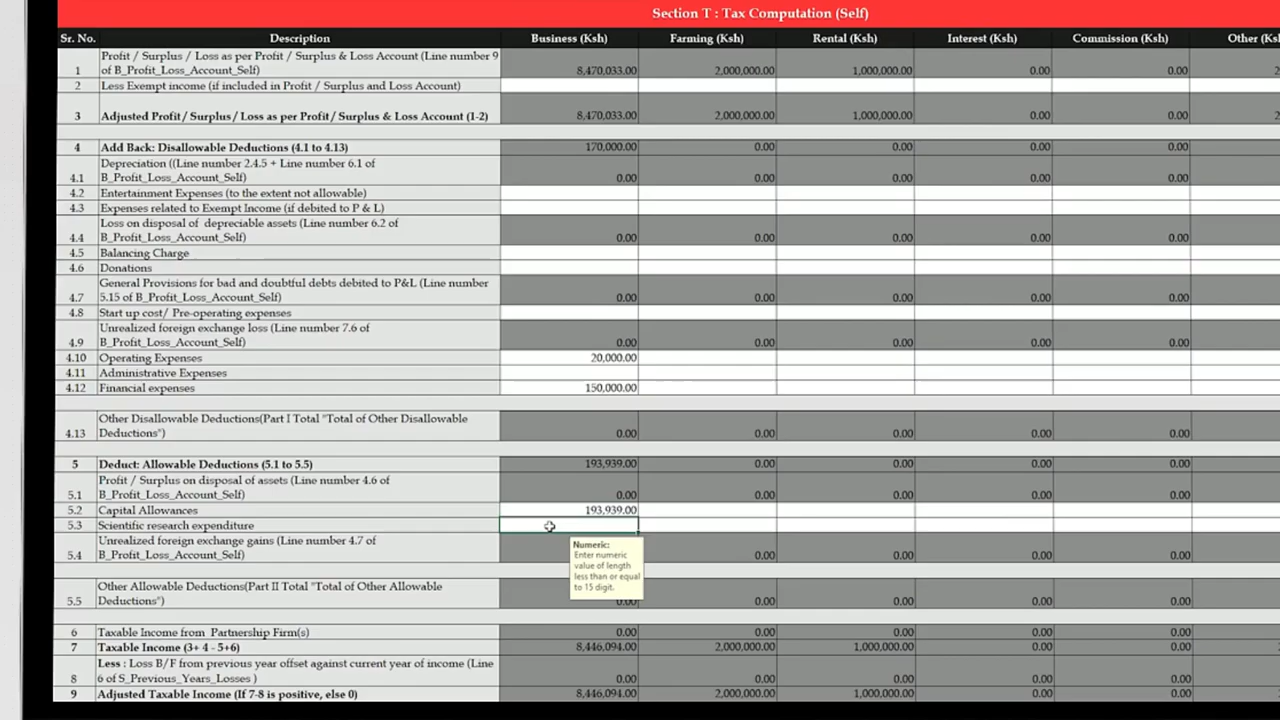 Section T : Tax Computation (Self)
Sr. No. Description Business (Ksh) Farming (Ksh) Rental (Ksh) Interest (Ksh) Commission (Ksh) Other (Ksh
Profit / Surplus / Loss as per Profit / Surplus & Loss Account (Line number 9
1 of B_Profit_Loss_Account_Self) 8,470,033.00 2,000,000.00 1,000,000.00 0.00 0.00
2 Less Exempt income (if included in Profit / Surplus and Loss Account)
3 Adjusted Profit / Surplus / Loss as per Profit / Surplus & Loss Account (1-2) 8,470,033.00 2,000,000.00 1,000,000.00 0.00 0.00
4 Add Back: Disallowable Deductions (4.1 to 4.13) 170,000.00 0.00 0.00 0.00 0.00
Depreciation ((Line number 2.4.5 + Line number 6.1 of
4.1 B_Profit_Loss_Account_Self) 0.00 0.00 0.00 0.00 0.00
4.2 Entertainment Expenses (to the extent not allowable)
4.3 Expenses related to Exempt Income (if debited to P & L)
Loss on disposal of depreciable assets (Line number 6.2 of
4.4 B_Profit_Loss_Account_Self) 0.00 0.00 0.00 0.00 0.00
4.5 Balancing Charge
4.6 Donations
General Provisions for bad and doubtful debts debited to P&L (Line number
4.7 5.15 of B_Profit_Loss_Account_Self) 0.00 0.00 0.00 0.00 0.00
4.8 Start up cost/ Pre-operating expenses
Unrealized foreign exchange loss (Line number 7.6 of
4.9 B_Profit_Loss_Account_Self) 0.00 0.00 0.00 0.00 0.00
4.10 Operating Expenses 20,000.00
4.11 Administrative Expenses
4.12 Financial expenses 150,000.00
Other Disallowable Deductions(Part I Total "Total of Other Disallowable
4.13 Deductions") 0.00 0.00 0.00 0.00 0.00
5 Deduct: Allowable Deductions (5.1 to 5.5) 193,939.00 0.00 0.00 0.00 0.00
Profit / Surplus on disposal of assets (Line number 4.6 of
5.1 B_Profit_Loss_Account_Self) 0.00 0.00 0.00 0.00 0.00
5.2 Capital Allowances 193,939.00
5.3 Scientific research expenditure
Unrealized foreign exchange gains (Line number 4.7 of
5.4 B_Profit_Loss_Account_Self) 0.00 0.00 0.00 0.00
Numeric:
Enter numeric
value of length
less than or equal
to 15 digit.
Other Allowable Deductions(Part II Total "Total of Other Allowable
5.5 Deductions") 0.00 0.00 0.00 0.00 0.00
6 Taxable Income from Partnership Firm(s) 0.00 0.00 0.00 0.00 0.00
7 Taxable Income (3+ 4 - 5+6) 8,446,094.00 2,000,000.00 1,000,000.00 0.00 0.00
Less : Loss B/F from previous year offset against current year of income (Line
8 6 of S_Previous_Years_Losses ) 0.00 0.00 0.00 0.00 0.00
9 Adjusted Taxable Income (If 7-8 is positive, else 0) 8,446,094.00 2,000,000.00 1,000,000.00 0.00 0.00